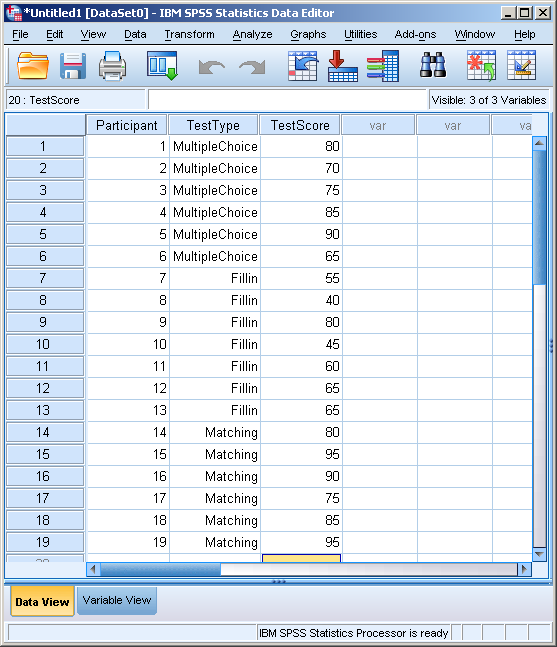 *Untitled1 [DataSet0] - IBM SPSS Statistics Data Editor
File Edit View Data Transform Analyze Graphs Utilities Add-ons Window Help
20 : TestScore Visible: 3 of 3 Variables
Participant TestType TestScore var var va
1 1 MultipleChoice 80
2 2 MultipleChoice 70
3 3 MultipleChoice 75
4 4 MultipleChoice 85
5 5 MultipleChoice 90
6 6 MultipleChoice 65
7 7 Fillin 55
8 8 Fillin 40
9 9 Fillin 80
10 10 Fillin 45
11 11 Fillin 60
12 12 Fillin 65
13 13 Fillin 65
14 14 Matching 80
15 15 Matching 95
16 16 Matching 90
17 17 Matching 75
18 18 Matching 85
19 19 Matching 95
Data View Variable View
IBM SPSS Statistics Processor is ready